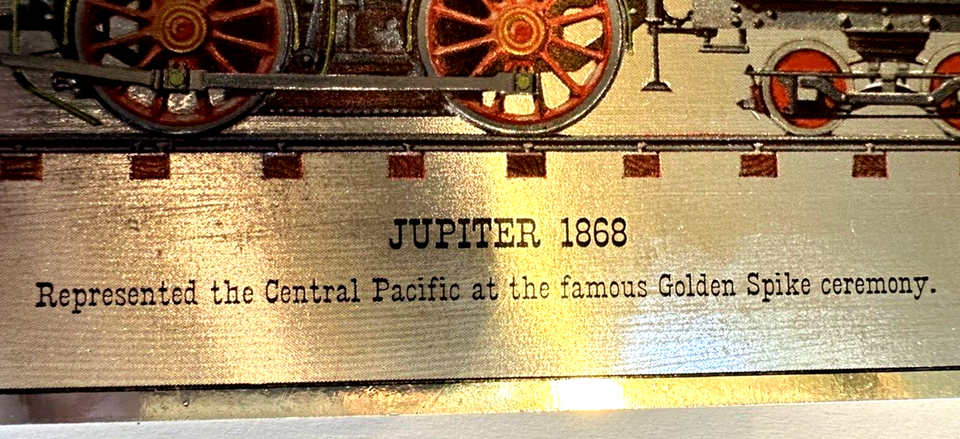 JUPITER 1868
Represented the Central Pacific at the famous Golden Spike ceremony.